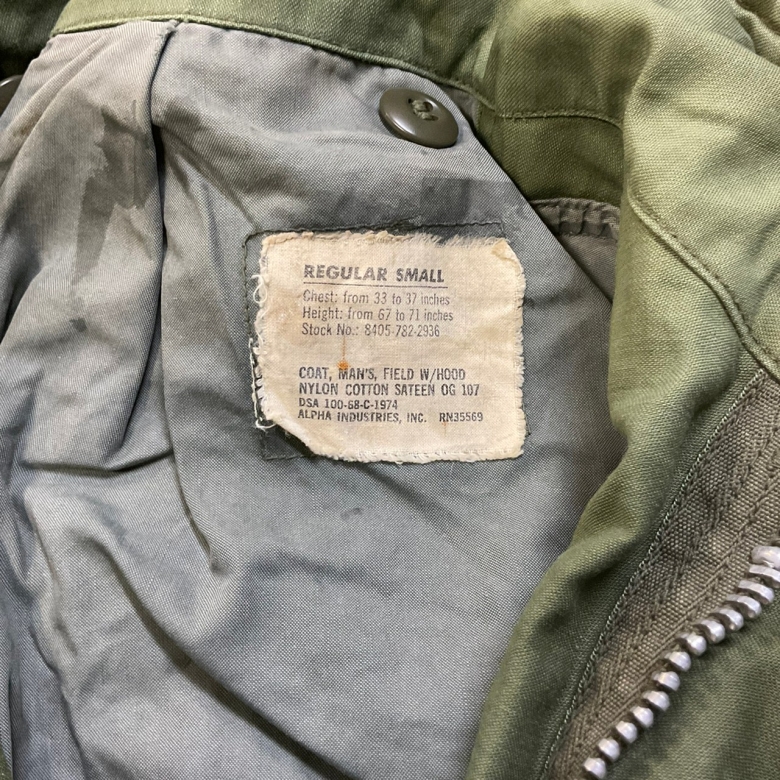 REGULAR SMALL
Chest: from 33 to 37 inches
Height: from 67 to 71 inches
Stock No.: 8405-782-2936
COAT, MAN'S, FIELD W/HOOD
NYLON COTTON SATEEN OG 107
DSA 100-68-C-1974
ALPHA INDUSTRIES, INC. RN35569